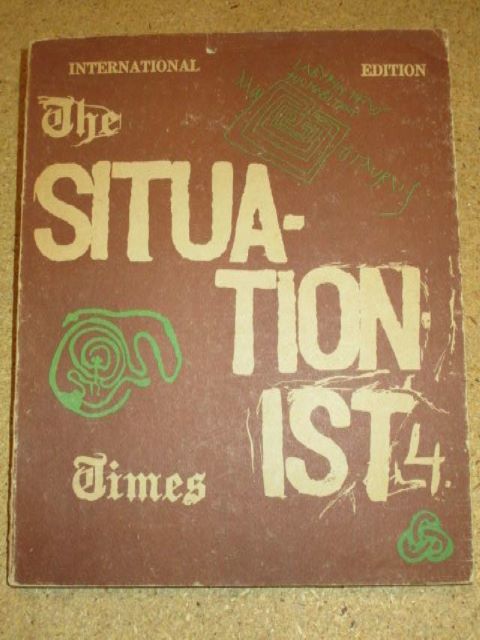 INTERNATIONAL EDITION
The
SITUA-
TION-
IST 4.
Times